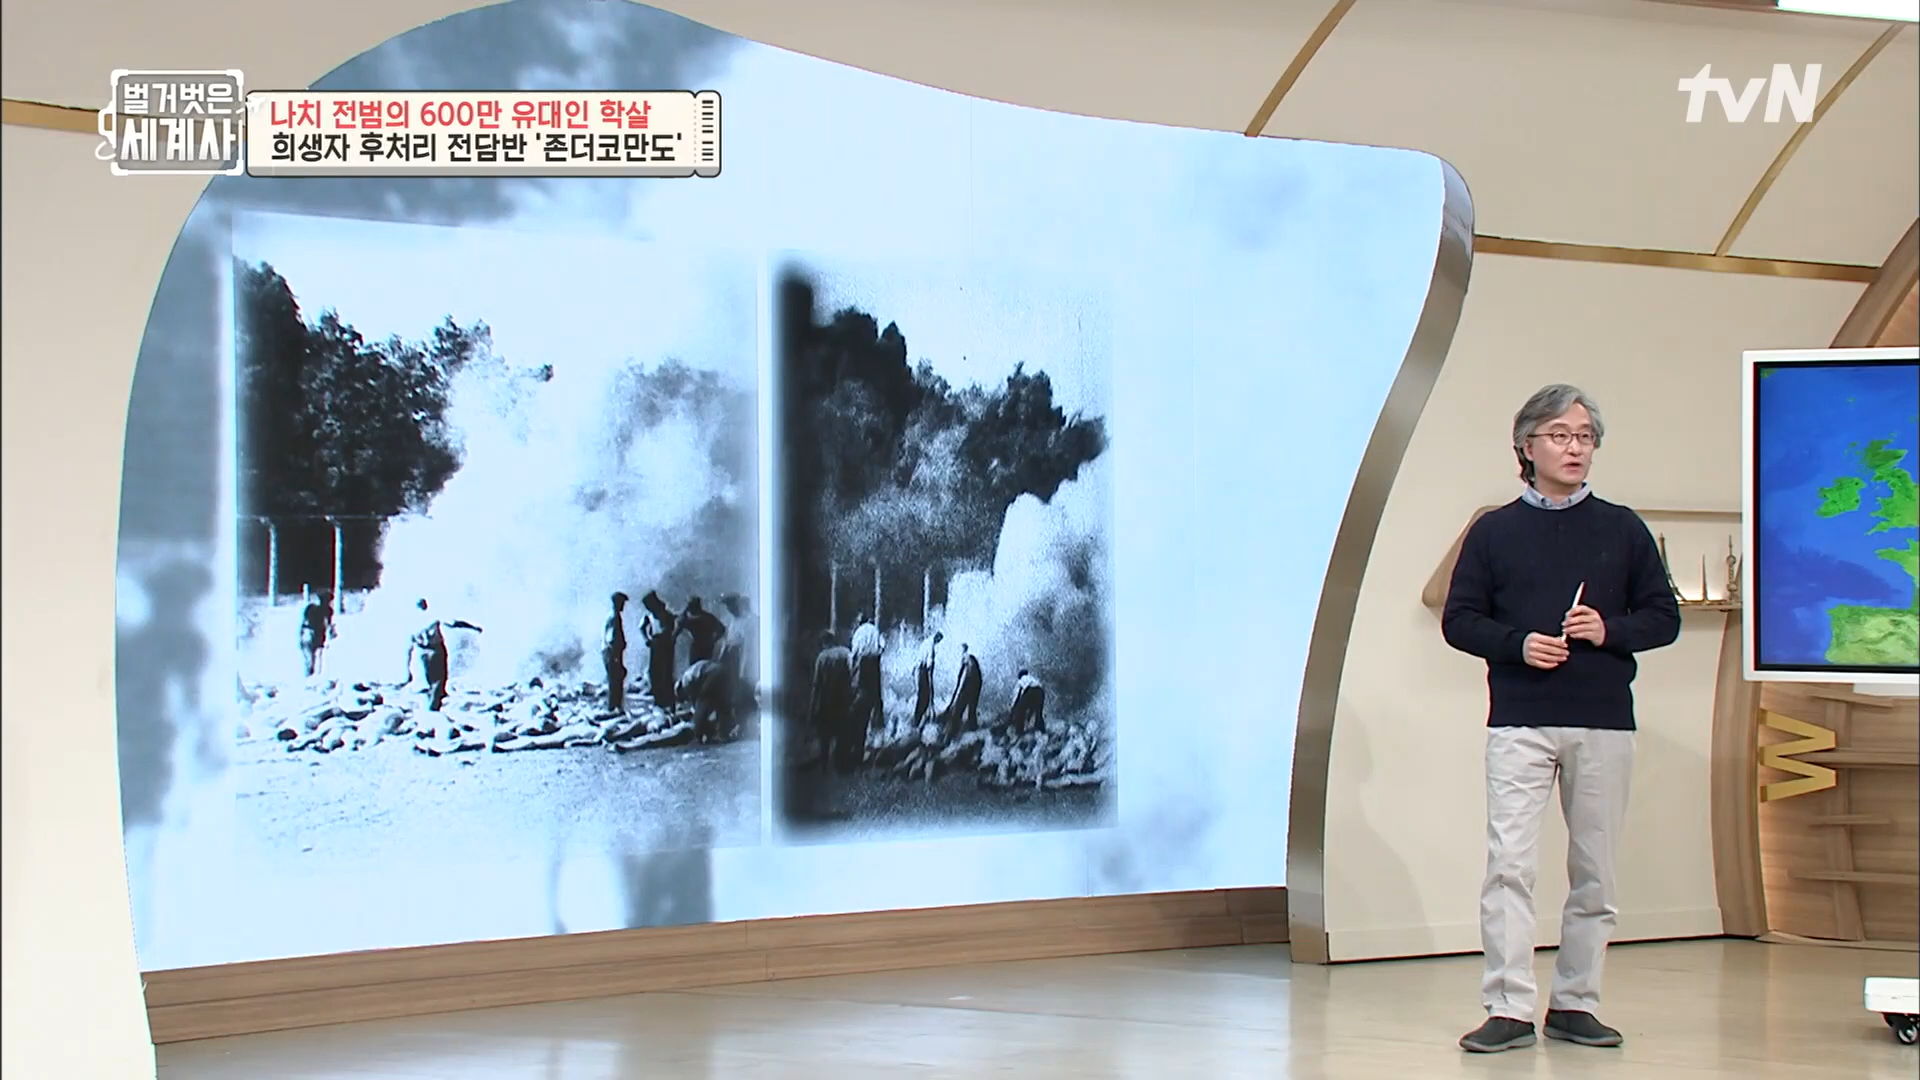 벌거벗은
세계사
나치 전범의 600만 유대인 학살
희생자 후처리 전담반 '존더코만도'
tvN
W